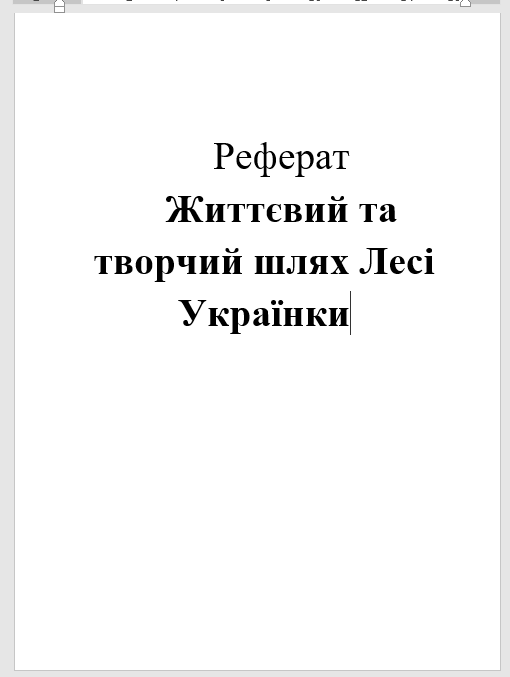 Реферат
Життєвий та
творчий шлях Лесі
Українки